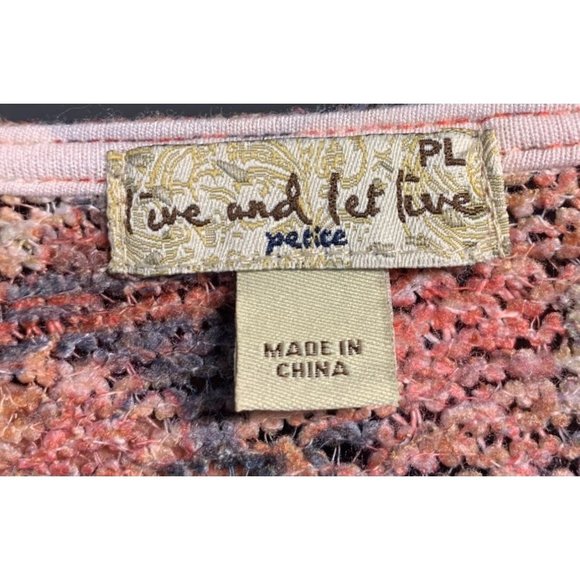 PL
live and let live
petite
MADE IN
CHINA